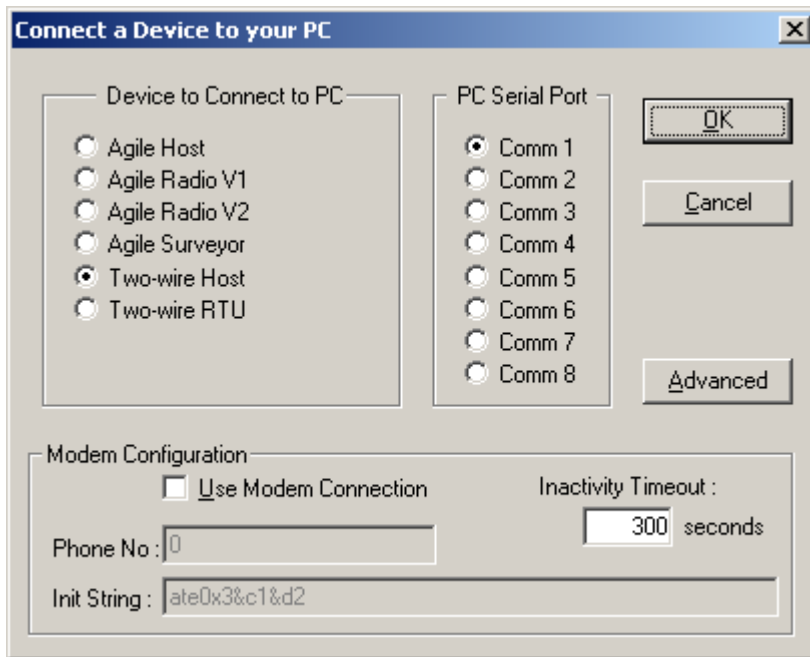 Connect a Device to your PC
Device to Connect to PC
Agile Host
Agile Radio V1
Agile Radio V2
Agile Surveyor
Two-wire Host
Two-wire RTU
PC Serial Port
Comm 1
Comm 2
Comm 3
Comm 4
Comm 5
Comm 6
Comm 7
Comm 8
OK
Cancel
Advanced
Modem Configuration
Use Modem Connection
Inactivity Timeout :
300 seconds
Phone No : 0
Init String : ate0x3&c1&d2